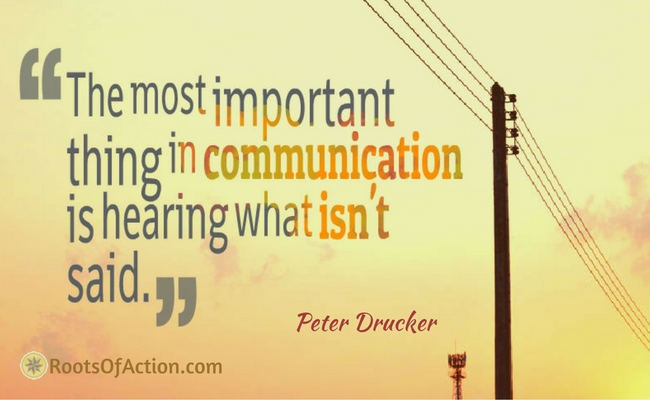 “The most important
thing in communication
is hearing what isn't
said.”
Peter Drucker
RootsOfAction.com